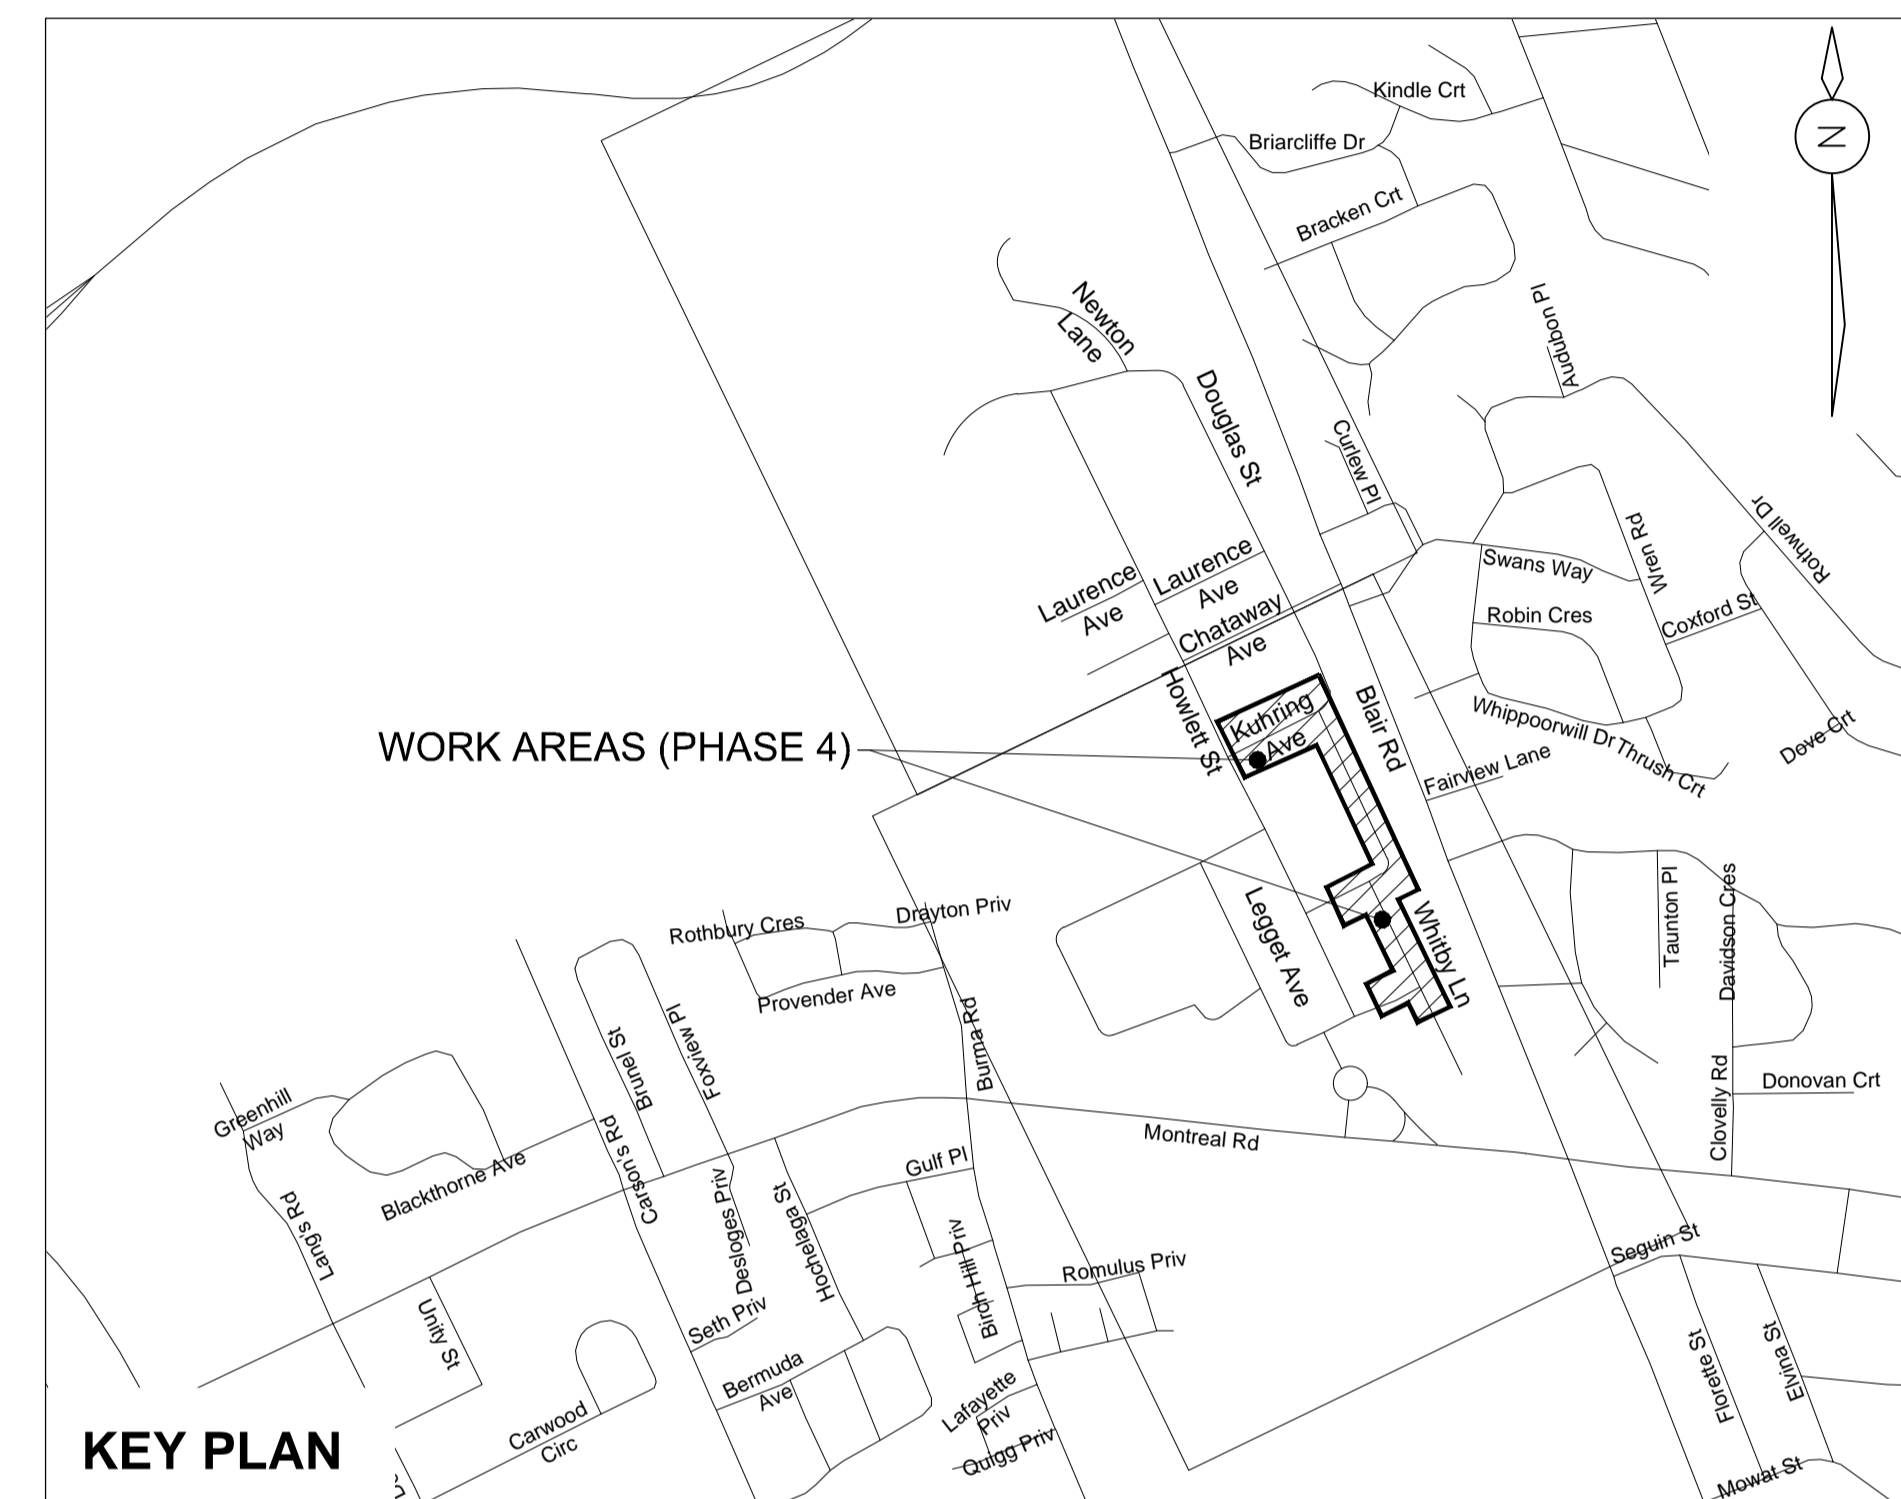 Kindle Crt
Briarcliffe Dr
N
Bracken Crt
Newton
Lane
Audubon Pl
Douglas St
Curlew Pl
Rothwell Dr
Wren Rd
Laurence
Ave
Laurence
Ave
Swans Way
Chataway
Ave
Robin Cres
Coxford St
Howlett St
Kuhring
Ave
Blair Rd
Whippoorwill Dr
Thrush Crt
Dove Crt
WORK AREAS (PHASE 4)
Fairview Lane
Legget Ave
Whitby Ln
Taunton Pl
Davidson Cres
Rothbury Cres
Drayton Priv
Provender Ave
Burma Rd
Brunel St
Foxview Pl
Greenhill
Way
Clovelly Rd
Donovan Crt
Montreal Rd
Blackthorne Ave
Carson's Rd
Gulf Pl
Lang's Rd
Desloges Priv
Hochelaga St
Birch Hill Priv
Romulus Priv
Seguin St
Unity St
Seth Priv
Bermuda
Ave
Lafayette
Priv
Quigg Priv
Florette St
Elvina St
Carwood
Circ
KEY PLAN
Mowat St